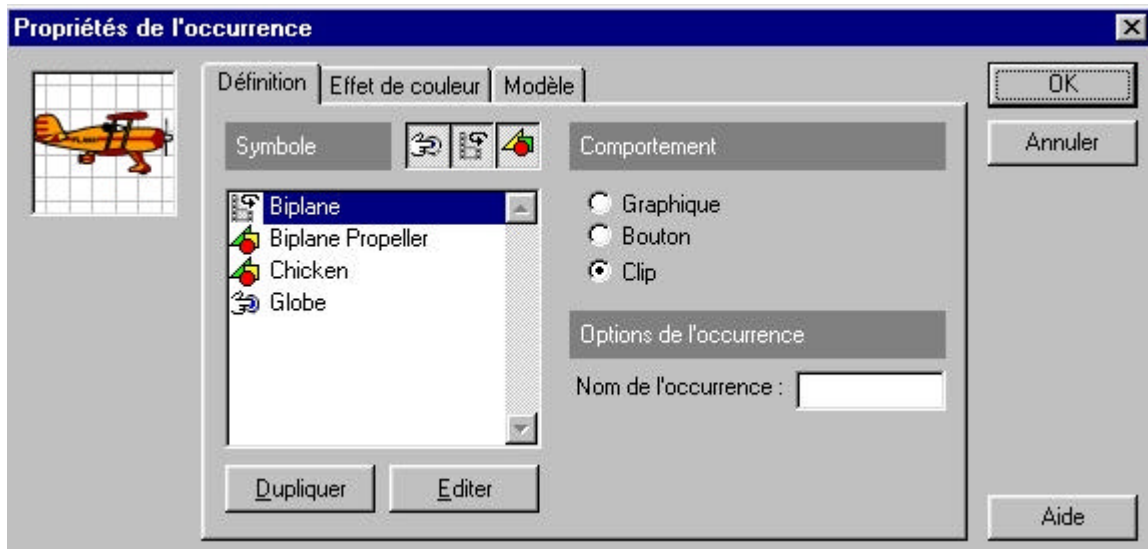 Propriétés de l'occurrence
Définition
Effet de couleur
Modèle
OK
Annuler
Symbole
Comportement
Biplane
Biplane Propeller
Chicken
Globe
Graphique
Bouton
Clip
Options de l'occurrence
Nom de l'occurrence :
Dupliquer
Editer
Aide